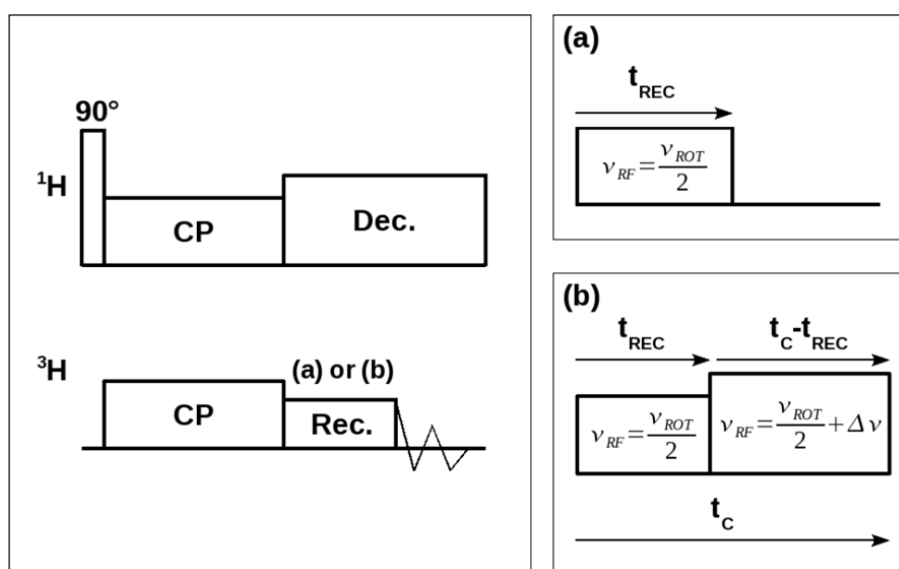 90°
¹H
CP
Dec.
³H
CP
(a) or (b)
Rec.
(a)
t_REC
ν_RF = ν_ROT / 2
(b)
t_REC
t_C-t_REC
ν_RF = ν_ROT / 2
ν_RF = ν_ROT / 2 + Δν
t_C